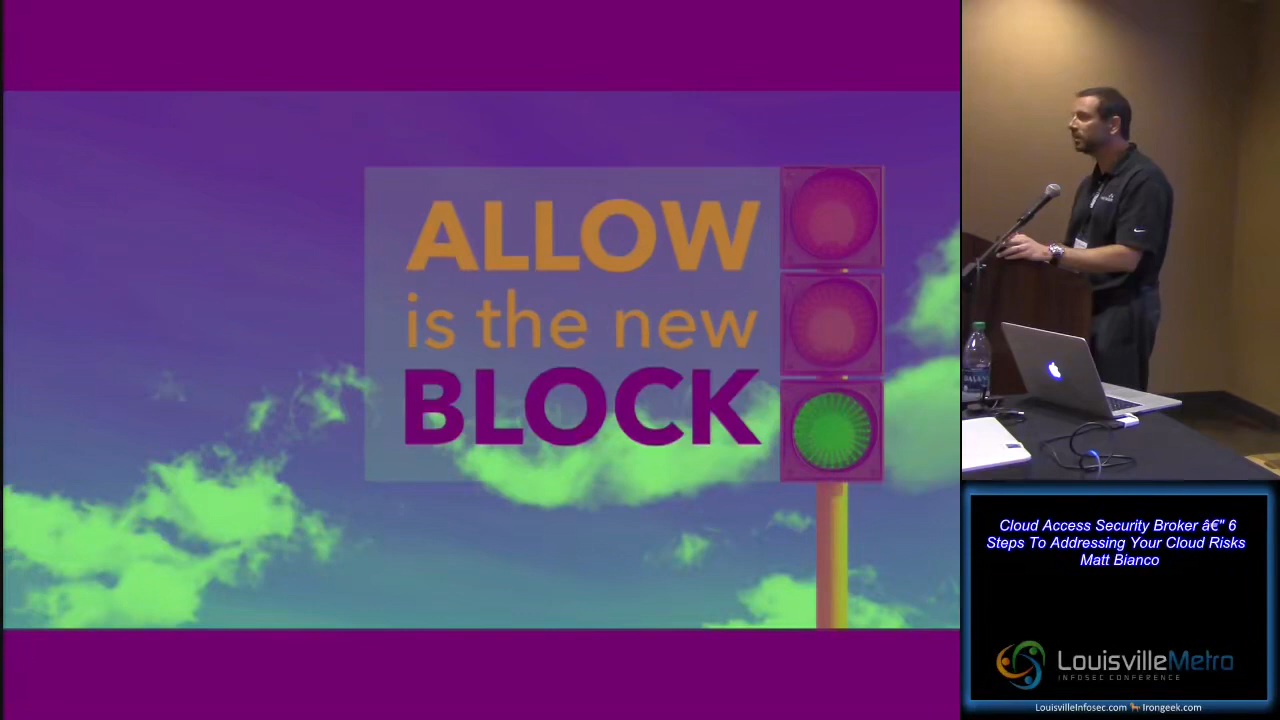 ALLOW
is the new
BLOCK
Cloud Access Security Broker â€" 6
Steps To Addressing Your Cloud Risks
Matt Bianco
LouisvilleMetro
INFOSEC CONFERENCE
LouisvilleInfosec.com Irongeek.com